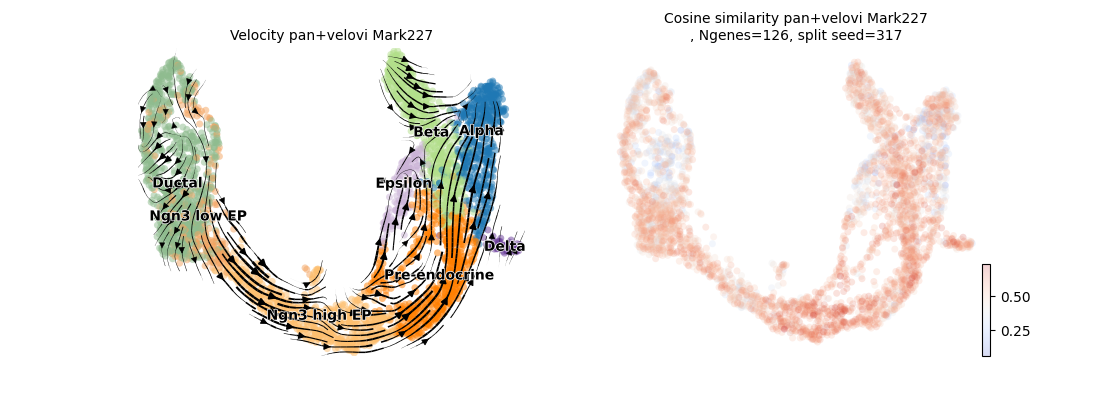 Velocity pan+velovi Mark227
Cosine similarity pan+velovi Mark227
, Ngenes=126, split seed=317
Beta
Alpha
Ductal
Epsilon
Ngn3 low EP
Delta
Pre-endocrine
Ngn3 high EP
0.50
0.25